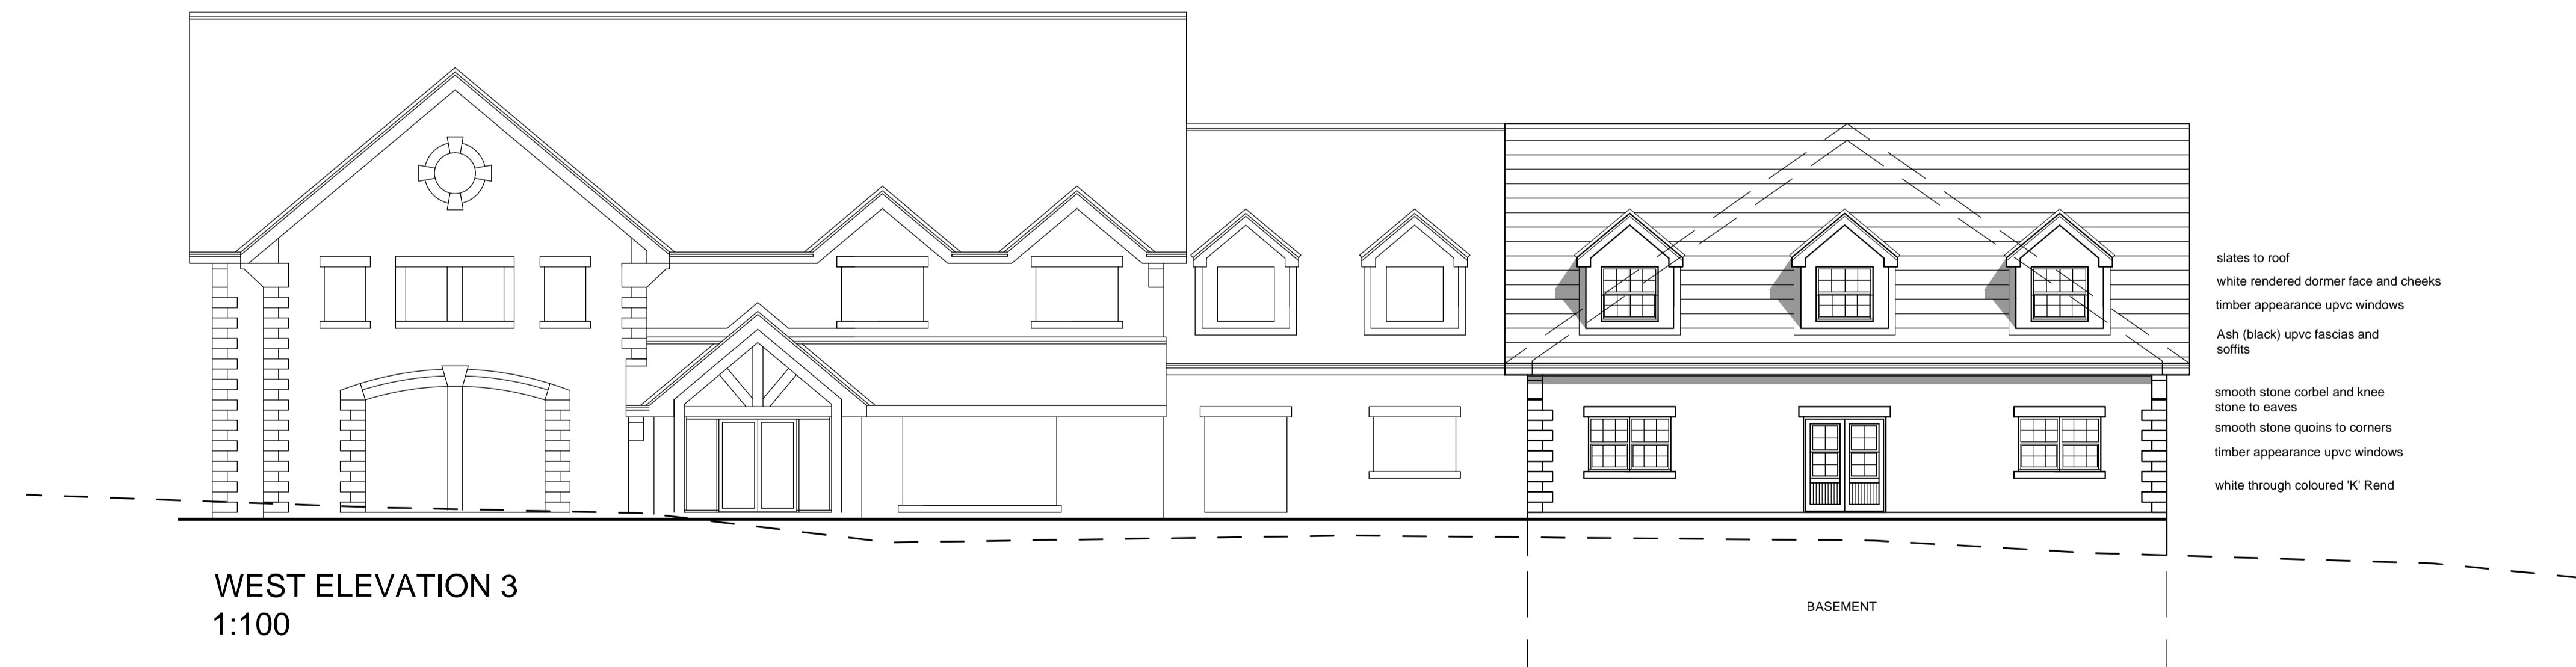 slates to roof
white rendered dormer face and cheeks
timber appearance upvc windows
Ash (black) upvc fascias and
soffits
smooth stone corbel and knee
stone to eaves
smooth stone quoins to corners
timber appearance upvc windows
white through coloured 'K' Rend
WEST ELEVATION 3
1:100
BASEMENT